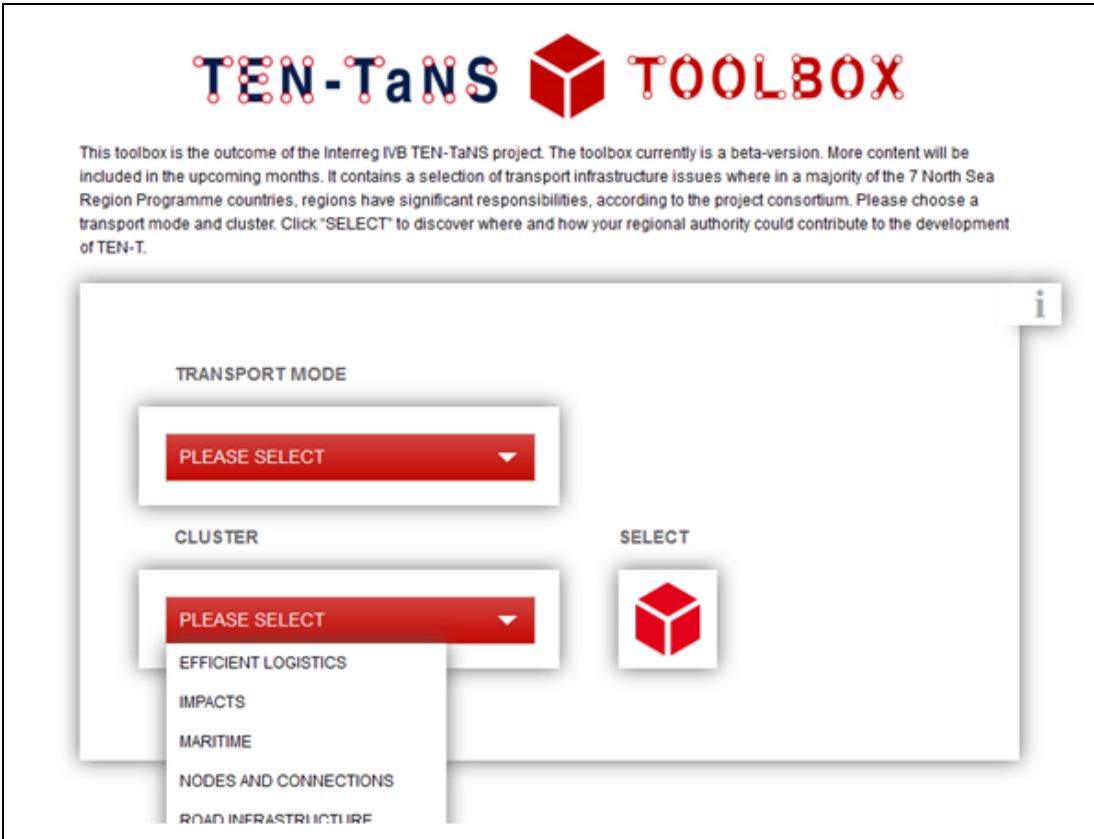 TEN-TaNS TOOLBOX
This toolbox is the outcome of the Interreg IVB TEN-TaNS project. The toolbox currently is a beta-version. More content will be
included in the upcoming months. It contains a selection of transport infrastructure issues where in a majority of the 7 North Sea
Region Programme countries, regions have significant responsibilities, according to the project consortium. Please choose a
transport mode and cluster. Click “SELECT” to discover where and how your regional authority could contribute to the development
of TEN-T.
i
TRANSPORT MODE
PLEASE SELECT
CLUSTER
SELECT
PLEASE SELECT
EFFICIENT LOGISTICS
IMPACTS
MARITIME
NODES AND CONNECTIONS
ROAD INFRASTRUCTURE